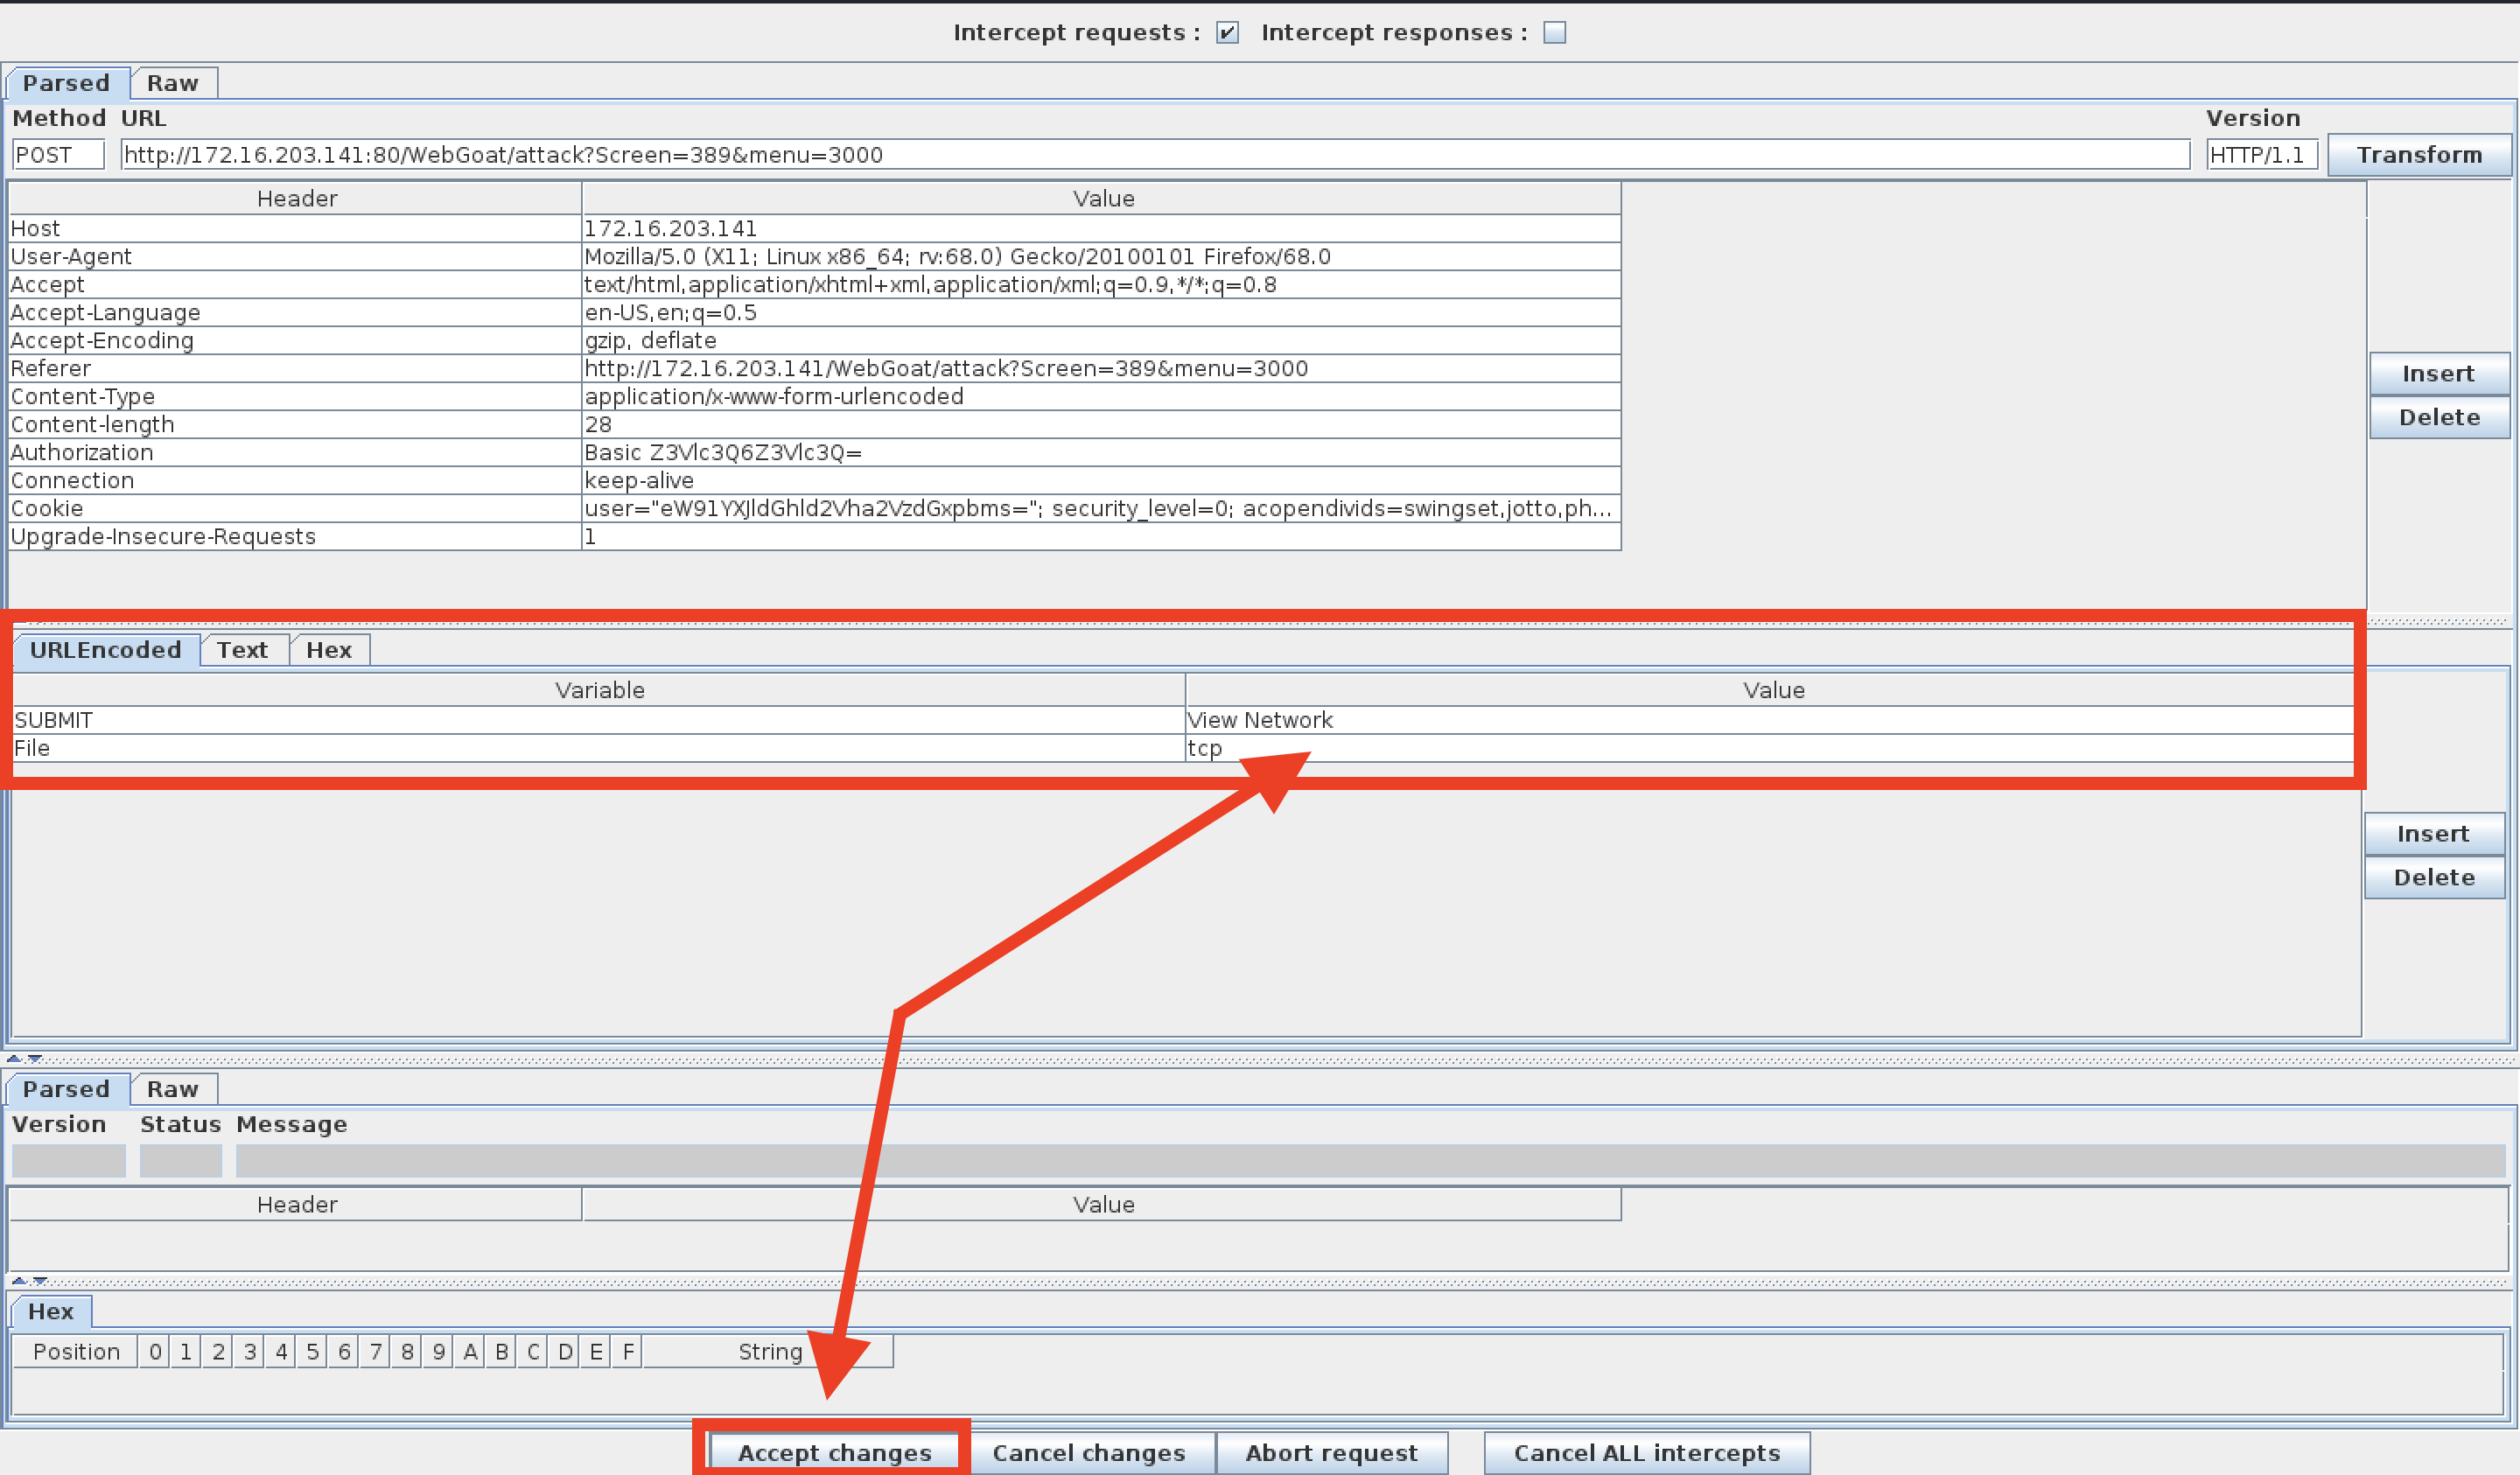 Intercept requests : Intercept responses :
Parsed Raw
Method URL Version
POST http://172.16.203.141:80/WebGoat/attack?Screen=389&menu=3000 HTTP/1.1 Transform
Header Value
Host 172.16.203.141
User-Agent Mozilla/5.0 (X11; Linux x86_64; rv:68.0) Gecko/20100101 Firefox/68.0
Accept text/html,application/xhtml+xml,application/xml;q=0.9,*/*;q=0.8
Accept-Language en-US,en;q=0.5
Accept-Encoding gzip, deflate
Referer http://172.16.203.141/WebGoat/attack?Screen=389&menu=3000
Insert
Content-Type application/x-www-form-urlencoded
Content-length 28
Delete
Authorization Basic Z3Vlc3Q6Z3Vlc3Q=
Connection keep-alive
Cookie user="eW91YXJldGhld2Vha2VzdGxpbms="; security_level=0; acopendivids=swingset,jotto,ph...
Upgrade-Insecure-Requests 1
URLEncoded Text Hex
Variable Value
SUBMIT View Network
File tcp
Insert
Delete
Parsed Raw
Version Status Message
Header Value
Hex
Position 0 1 2 3 4 5 6 7 8 9 A B C D E F String
Accept changes Cancel changes Abort request Cancel ALL intercepts